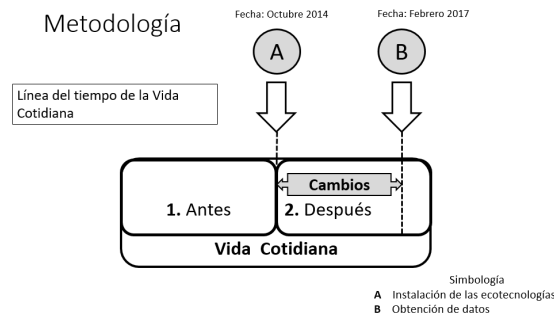 Metodología
Fecha: Octubre 2014
Fecha: Febrero 2017
A
B
Línea del tiempo de la Vida
Cotidiana
Cambios
1. Antes
2. Después
Vida Cotidiana
Simbología
A Instalación de las ecotecnologías
B Obtención de datos